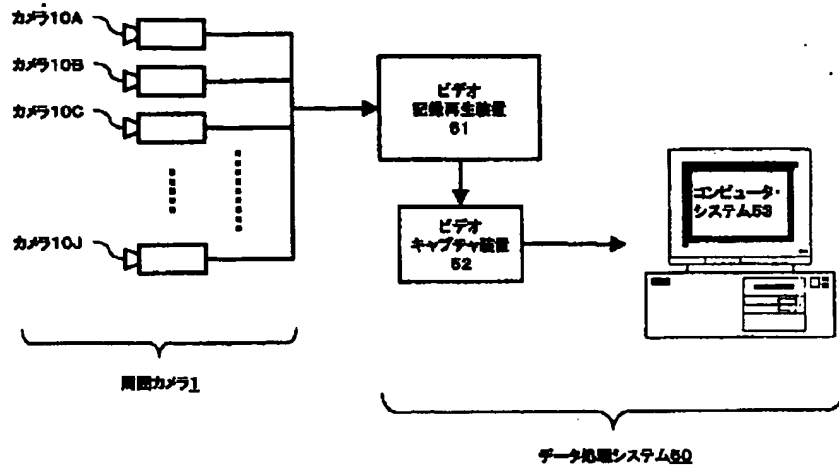 カメラ10A
カメラ10B
カメラ10C
カメラ10J
周囲カメラ1
ビデオ
記録再生装置
51
ビデオ
キャプチャ装置
52
コンピュータ・
システム53
データ処理システム50